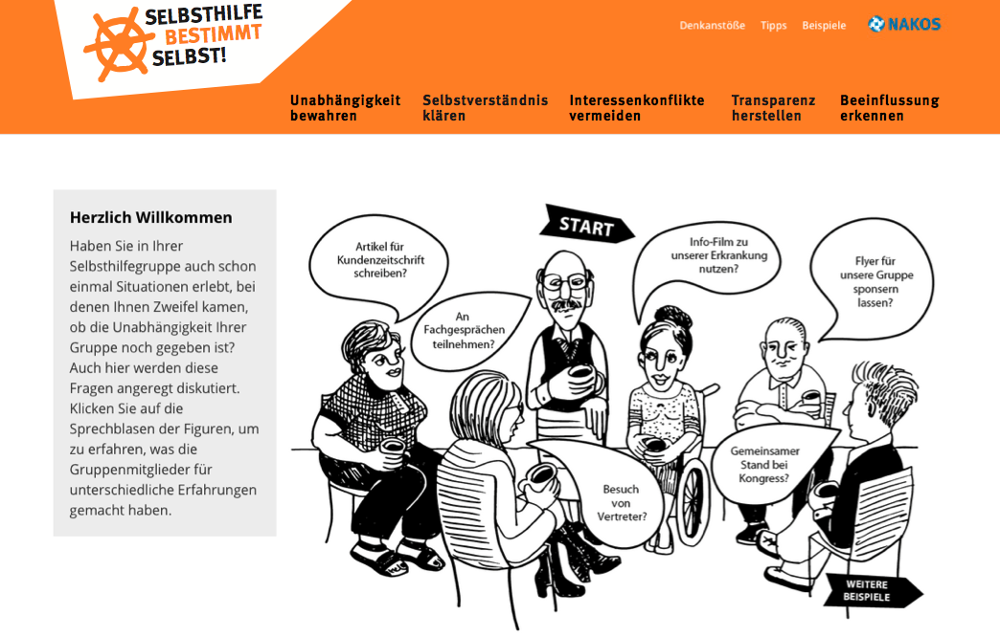 SELBSTHILFE
BESTIMMT
SELBST!
Denkanstöße Tipps Beispiele NAKOS
Unabhängigkeit
bewahren
Selbstverständnis
klären
Interessenkonflikte
vermeiden
Transparenz
herstellen
Beeinflussung
erkennen
Herzlich Willkommen
Haben Sie in Ihrer
Selbsthilfegruppe auch schon
einmal Situationen erlebt, bei
denen Ihnen Zweifel kamen,
ob die Unabhängigkeit Ihrer
Gruppe noch gegeben ist?
Auch hier werden diese
Fragen angeregt diskutiert.
Klicken Sie auf die
Sprechblasen der Figuren, um
zu erfahren, was die
Gruppenmitglieder für
unterschiedliche Erfahrungen
gemacht haben.
START
Artikel für
Kundenzeitschrift
schreiben?
An
Fachgesprächen
teilnehmen?
Info-Film zu
unserer Erkrankung
nutzen?
Flyer für
unsere Gruppe
sponsern
lassen?
Besuch
von
Vertreter?
Gemeinsamer
Stand bei
Kongress?
WEITERE
BEISPIELE